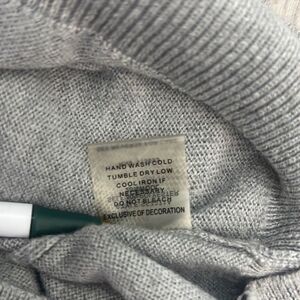 HAND WASH COLD
TUMBLE DRY LOW
COOL IRON IF
NECESSARY
DO NOT BLEACH
EXCLUSIVE OF DECORATION